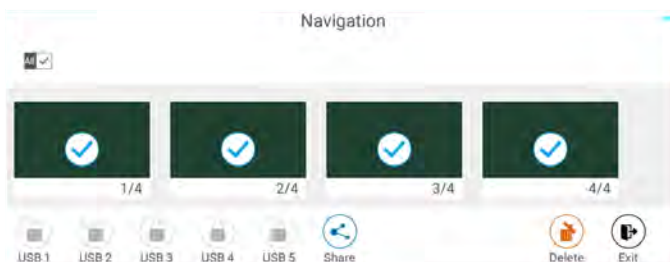 Navigation
All
1/4
2/4
3/4
4/4
USB 1
USB 2
USB 3
USB 4
USB 5
Share
Delete
Exit